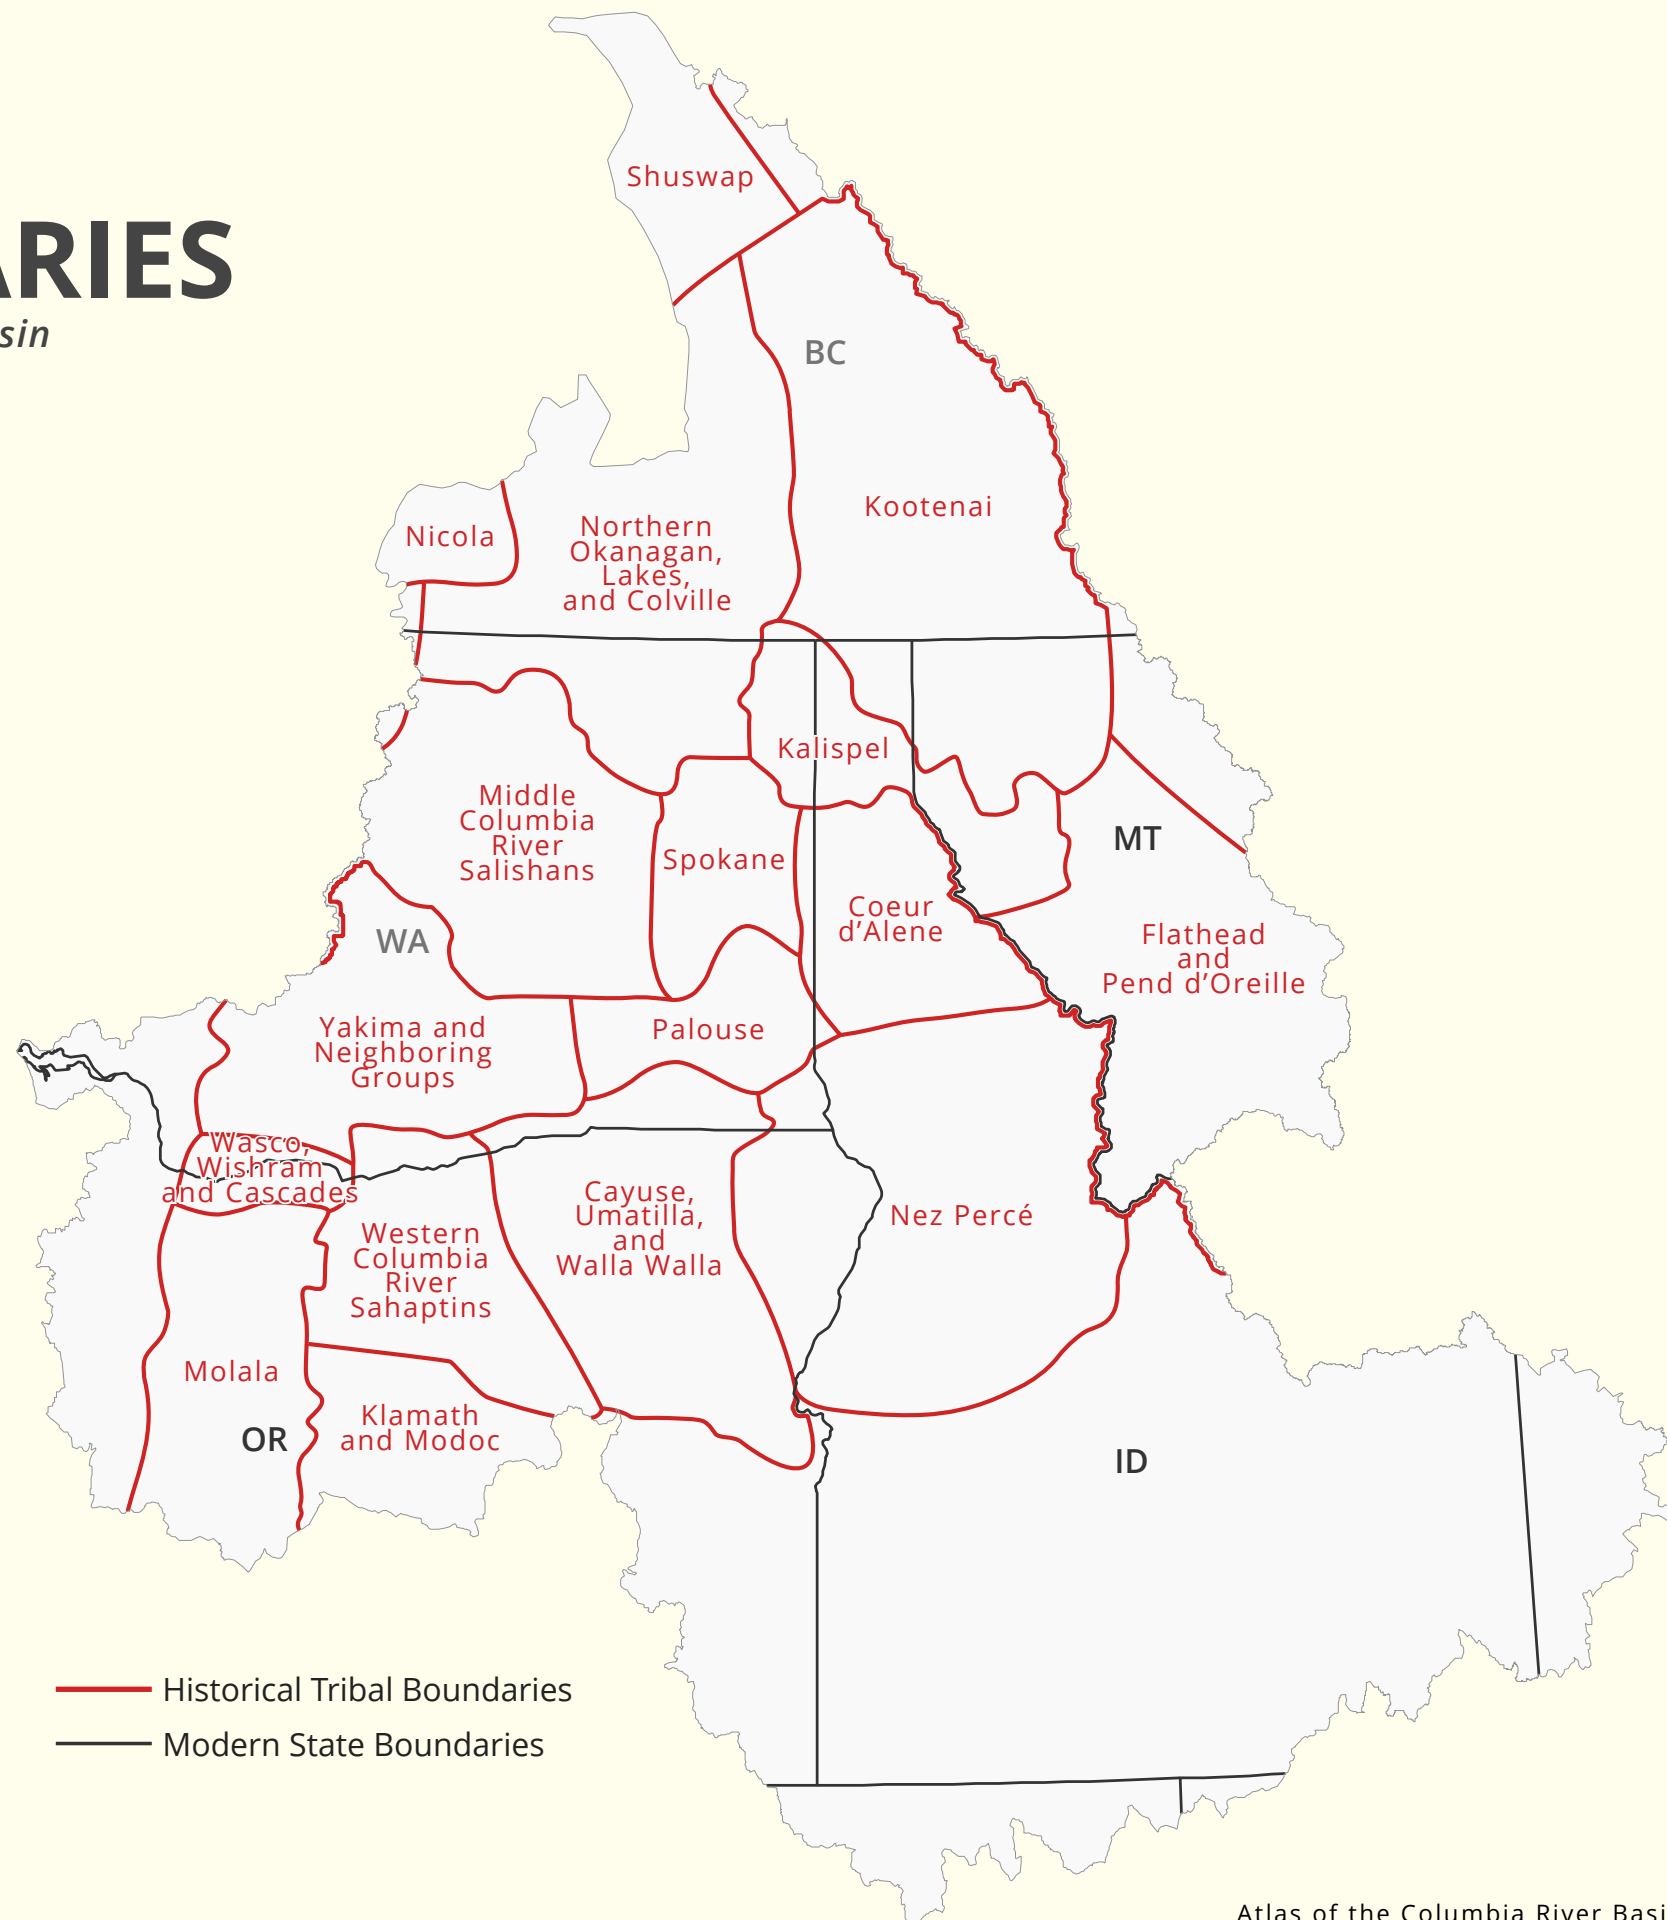 ARIES
sin
Shuswap
BC
Kootenai
Nicola
Northern
Okanagan,
Lakes,
and Colville
Kalispel
Middle
Columbia
River
Salishans
MT
Spokane
Coeur
d’Alene
WA
Flathead
and
Pend d’Oreille
Yakima and
Neighboring
Groups
Palouse
Wasco,
Wishram
and Cascades
Cayuse,
Umatilla,
and
Walla Walla
Nez Percé
Western
Columbia
River
Sahaptins
Molala
Klamath
and Modoc
OR
ID
Historical Tribal Boundaries
Modern State Boundaries
Atlas of the Columbia River Basi